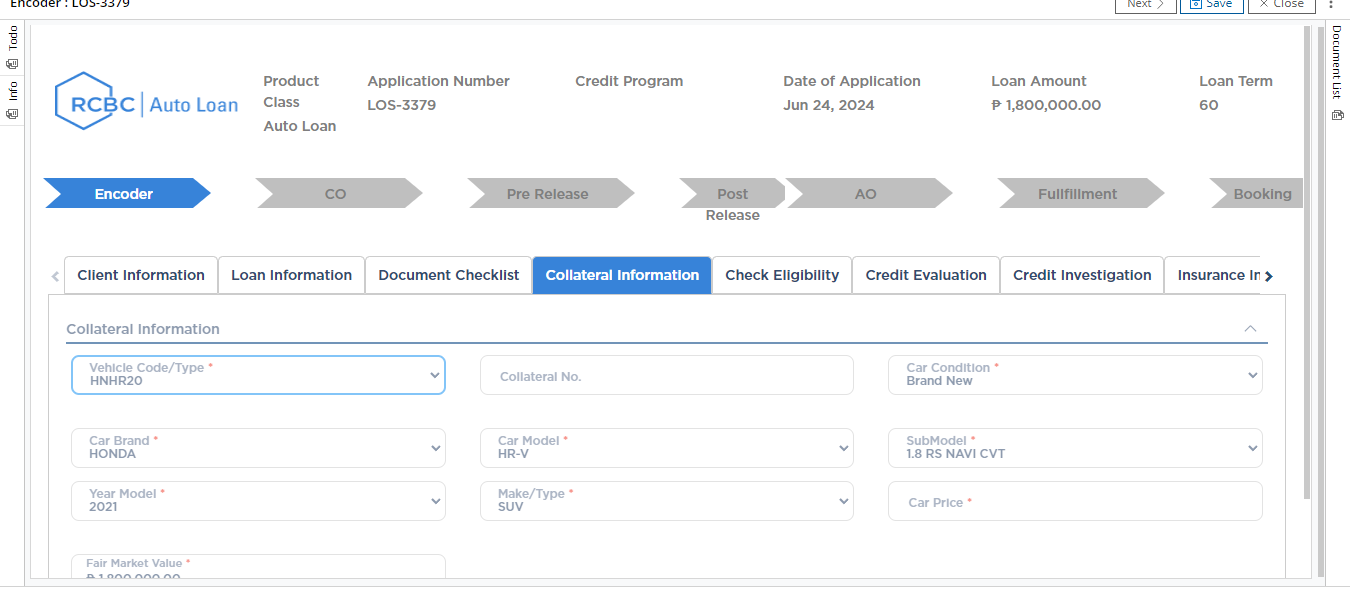 Encoder : LOS-3379
Next
Save
Close
Todo
Info
Document List
RCBC Auto Loan
Product Class
Auto Loan
Application Number
LOS-3379
Credit Program
Date of Application
Jun 24, 2024
Loan Amount
₱ 1,800,000.00
Loan Term
60
Encoder
CO
Pre Release
Post Release
AO
Fullfillment
Booking
Client Information
Loan Information
Document Checklist
Collateral Information
Check Eligibility
Credit Evaluation
Credit Investigation
Insurance In
Collateral Information
Vehicle Code/Type *
HNHR20
Collateral No.
Car Condition *
Brand New
Car Brand *
HONDA
Car Model *
HR-V
SubModel *
1.8 RS NAVI CVT
Year Model *
2021
Make/Type *
SUV
Car Price *
Fair Market Value *
₱ 1,800,000.00